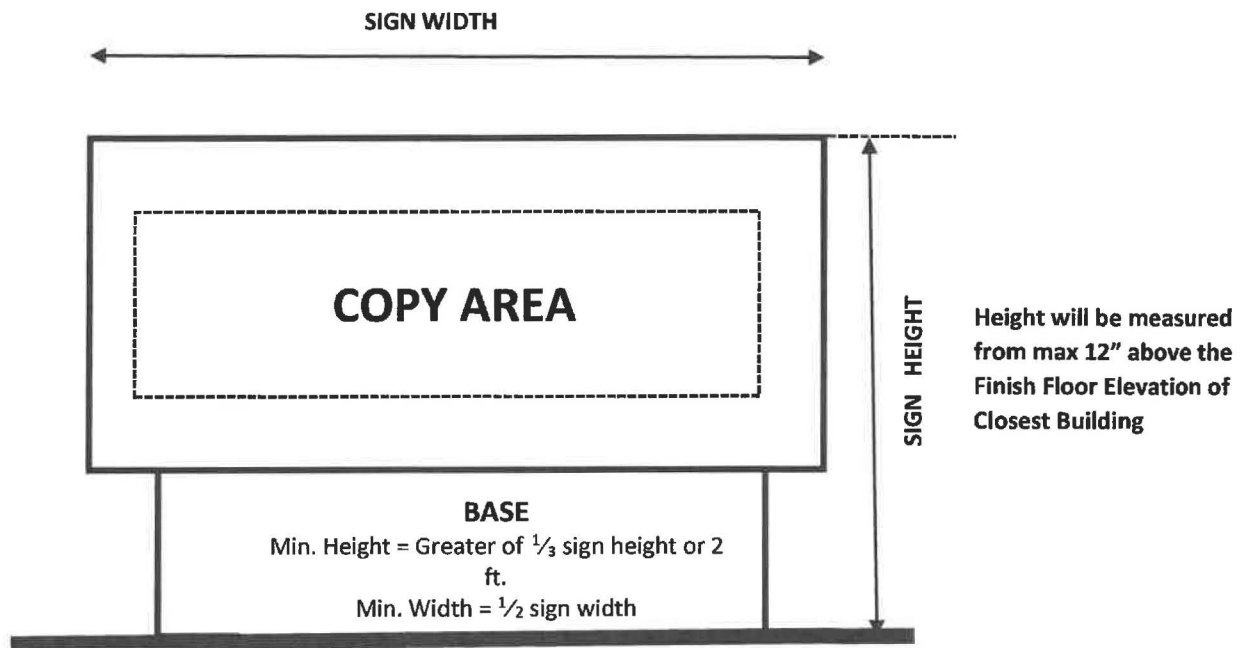 SIGN WIDTH
COPY AREA
SIGN HEIGHT
Height will be measured
from max 12" above the
Finish Floor Elevation of
Closest Building
BASE
Min. Height = Greater of ⅓ sign height or 2
ft.
Min. Width = ½ sign width